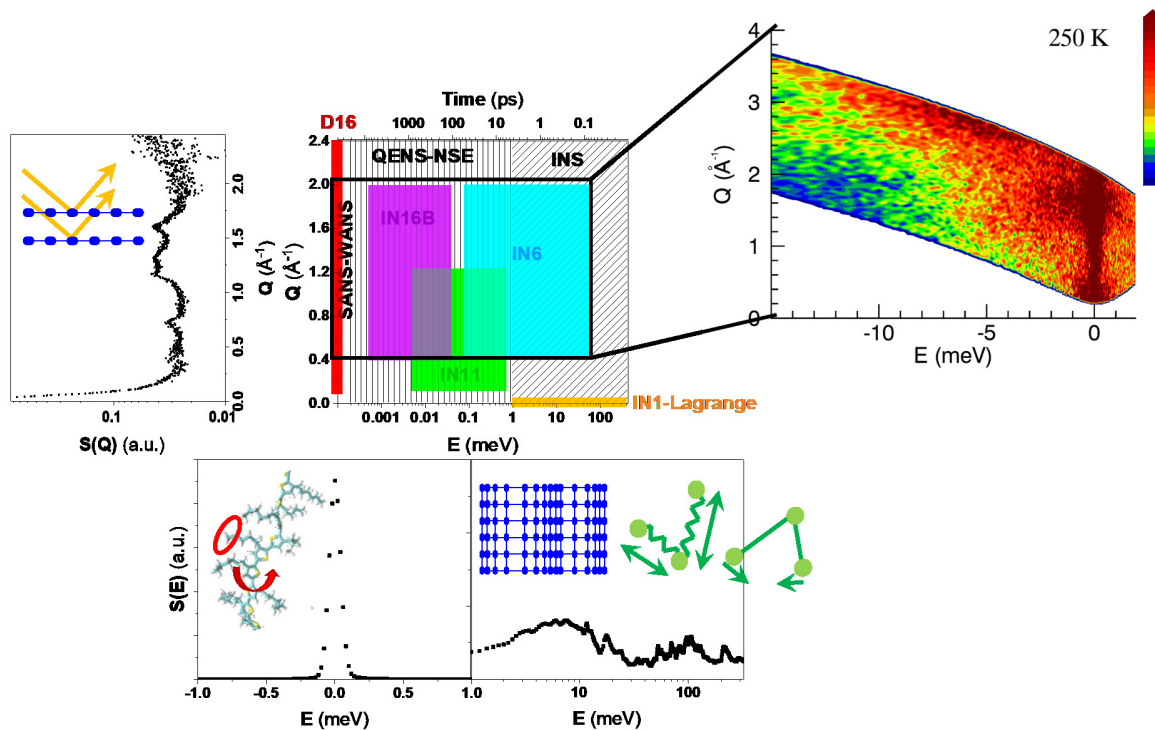 250 K
4
3
2
1
0
Q (Å⁻¹)
-10
-5
0
E (meV)
Time (ps)
1000
100
10
1
0.1
D16
2.4
2.0
1.6
1.2
0.8
0.4
0.0
Q (Å⁻¹)
QENS-NSE
INS
SANS-WANS
IN16B
IN6
IN11
IN1-Lagrange
0.001
0.01
0.1
1
10
100
E (meV)
2.0
1.5
1.0
0.5
0.0
Q (Å⁻¹)
0.1
0.01
S(Q) (a.u.)
S(E) (a.u.)
-1.0
-0.5
0.0
0.5
E (meV)
1.0
10
100
E (meV)